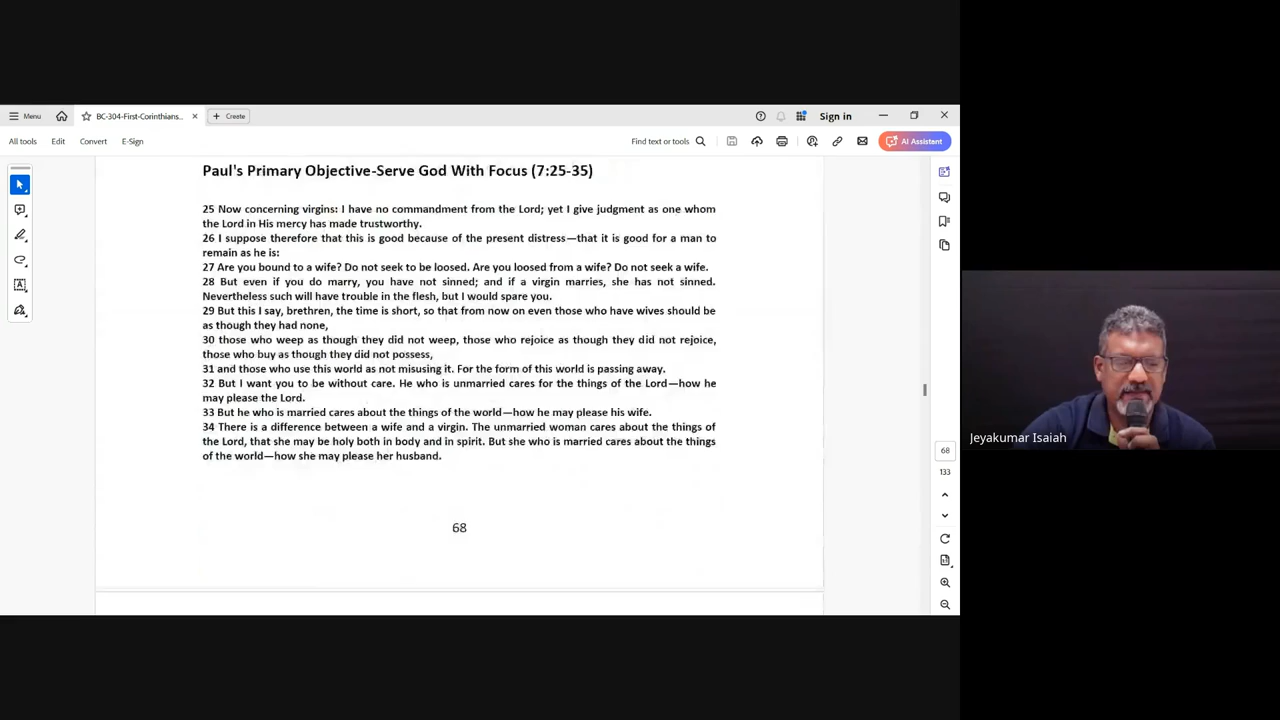 Menu
BC-304-First-Corinthians...
Create
Sign in
All tools
Edit
Convert
E-Sign
Find text or tools
AI Assistant
Paul's Primary Objective-Serve God With Focus (7:25-35)
25 Now concerning virgins: I have no commandment from the Lord; yet I give judgment as one whom
the Lord in His mercy has made trustworthy.
26 I suppose therefore that this is good because of the present distress—that it is good for a man to
remain as he is:
27 Are you bound to a wife? Do not seek to be loosed. Are you loosed from a wife? Do not seek a wife.
28 But even if you do marry, you have not sinned; and if a virgin marries, she has not sinned.
Nevertheless such will have trouble in the flesh, but I would spare you.
29 But this I say, brethren, the time is short, so that from now on even those who have wives should be
as though they had none,
30 those who weep as though they did not weep, those who rejoice as though they did not rejoice,
those who buy as though they did not possess,
31 and those who use this world as not misusing it. For the form of this world is passing away.
32 But I want you to be without care. He who is unmarried cares for the things of the Lord—how he
may please the Lord.
33 But he who is married cares about the things of the world—how he may please his wife.
34 There is a difference between a wife and a virgin. The unmarried woman cares about the things of
the Lord, that she may be holy both in body and in spirit. But she who is married cares about the things
of the world—how she may please her husband.
68
68
133
Jeyakumar Isaiah